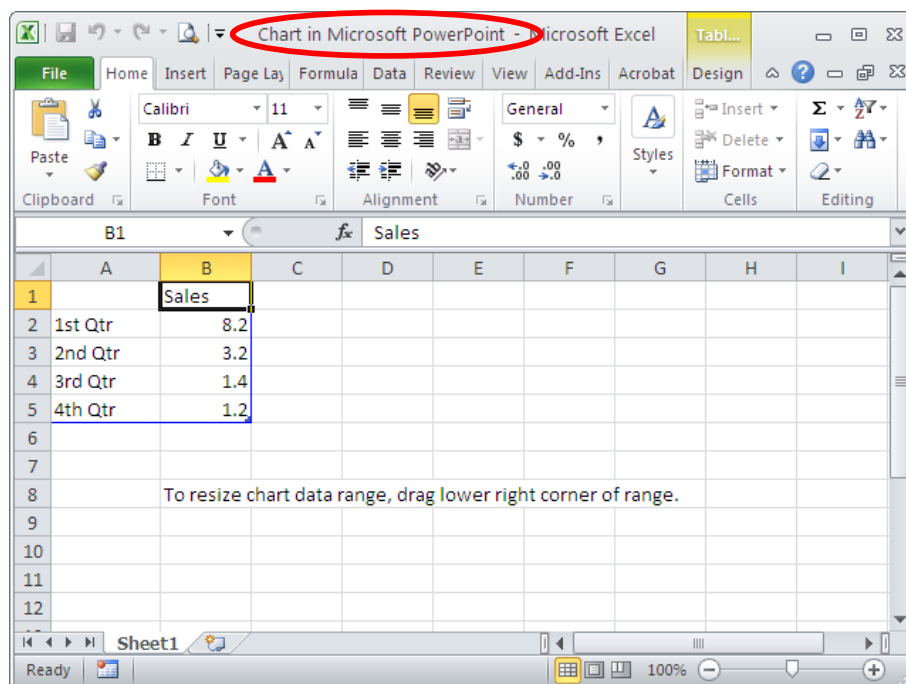 Chart in Microsoft PowerPoint - Microsoft Excel Tabl...
File Home Insert Page Lay Formula Data Review View Add-Ins Acrobat Design
Calibri 11 General Insert Σ
Paste B I U A A $ % , Styles Delete
A .00 .00 Format
Clipboard Font Alignment Number Cells Editing
B1 fx Sales
A B C D E F G H I
1 Sales
2 1st Qtr 8.2
3 2nd Qtr 3.2
4 3rd Qtr 1.4
5 4th Qtr 1.2
6
7
8 To resize chart data range, drag lower right corner of range.
9
10
11
12
Sheet1
Ready 100%